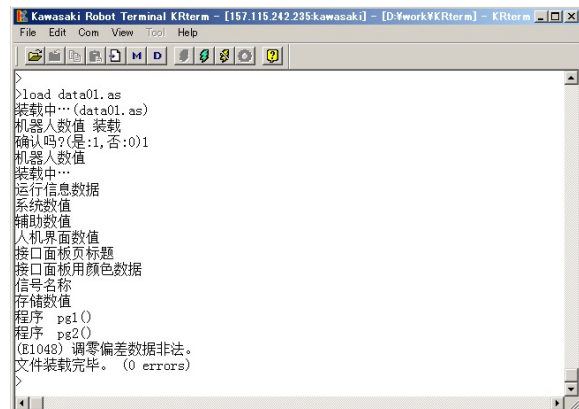 Kawasaki Robot Terminal KRterm - [157.115.242.235:kawasaki] - [D:¥work¥KRterm] - KRterm
File Edit Com View Tool Help
M D
>
>load data01.as
装载中…(data01.as)
机器人数值 装载
确认吗?(是:1,否:0)1
机器人数值
装载中…
运行信息数据
系统数值
辅助数值
人机界面数值
接口面板页标题
接口面板用颜色数据
信号名称
存储数值
程序 pg1()
程序 pg2()
(E1048) 调零偏差数据非法。
文件装载完毕。 (0 errors)
>